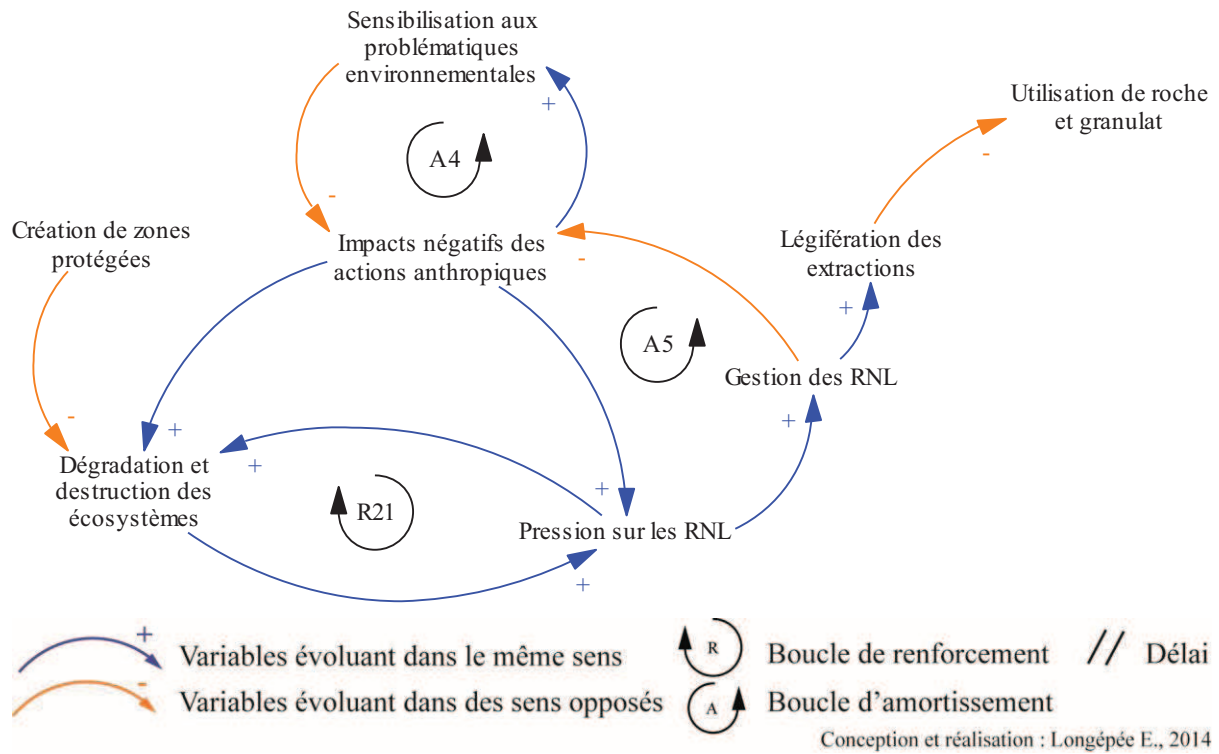 Sensibilisation aux
problématiques
environnementales
+
Utilisation de roche
et granulat
-
A4
-
Création de zones
protégées
Impacts négatifs des
actions anthropiques
-
Légifération des
extractions
+
A5
Gestion des RNL
+
-
+
+
Dégradation et
destruction des
écosystèmes
R21
+
Pression sur les RNL
+
+
Variables évoluant dans le même sens
R
Boucle de renforcement
//
Délai
-
Variables évoluant dans des sens opposés
A
Boucle d'amortissement
Conception et réalisation : Longépée E., 2014